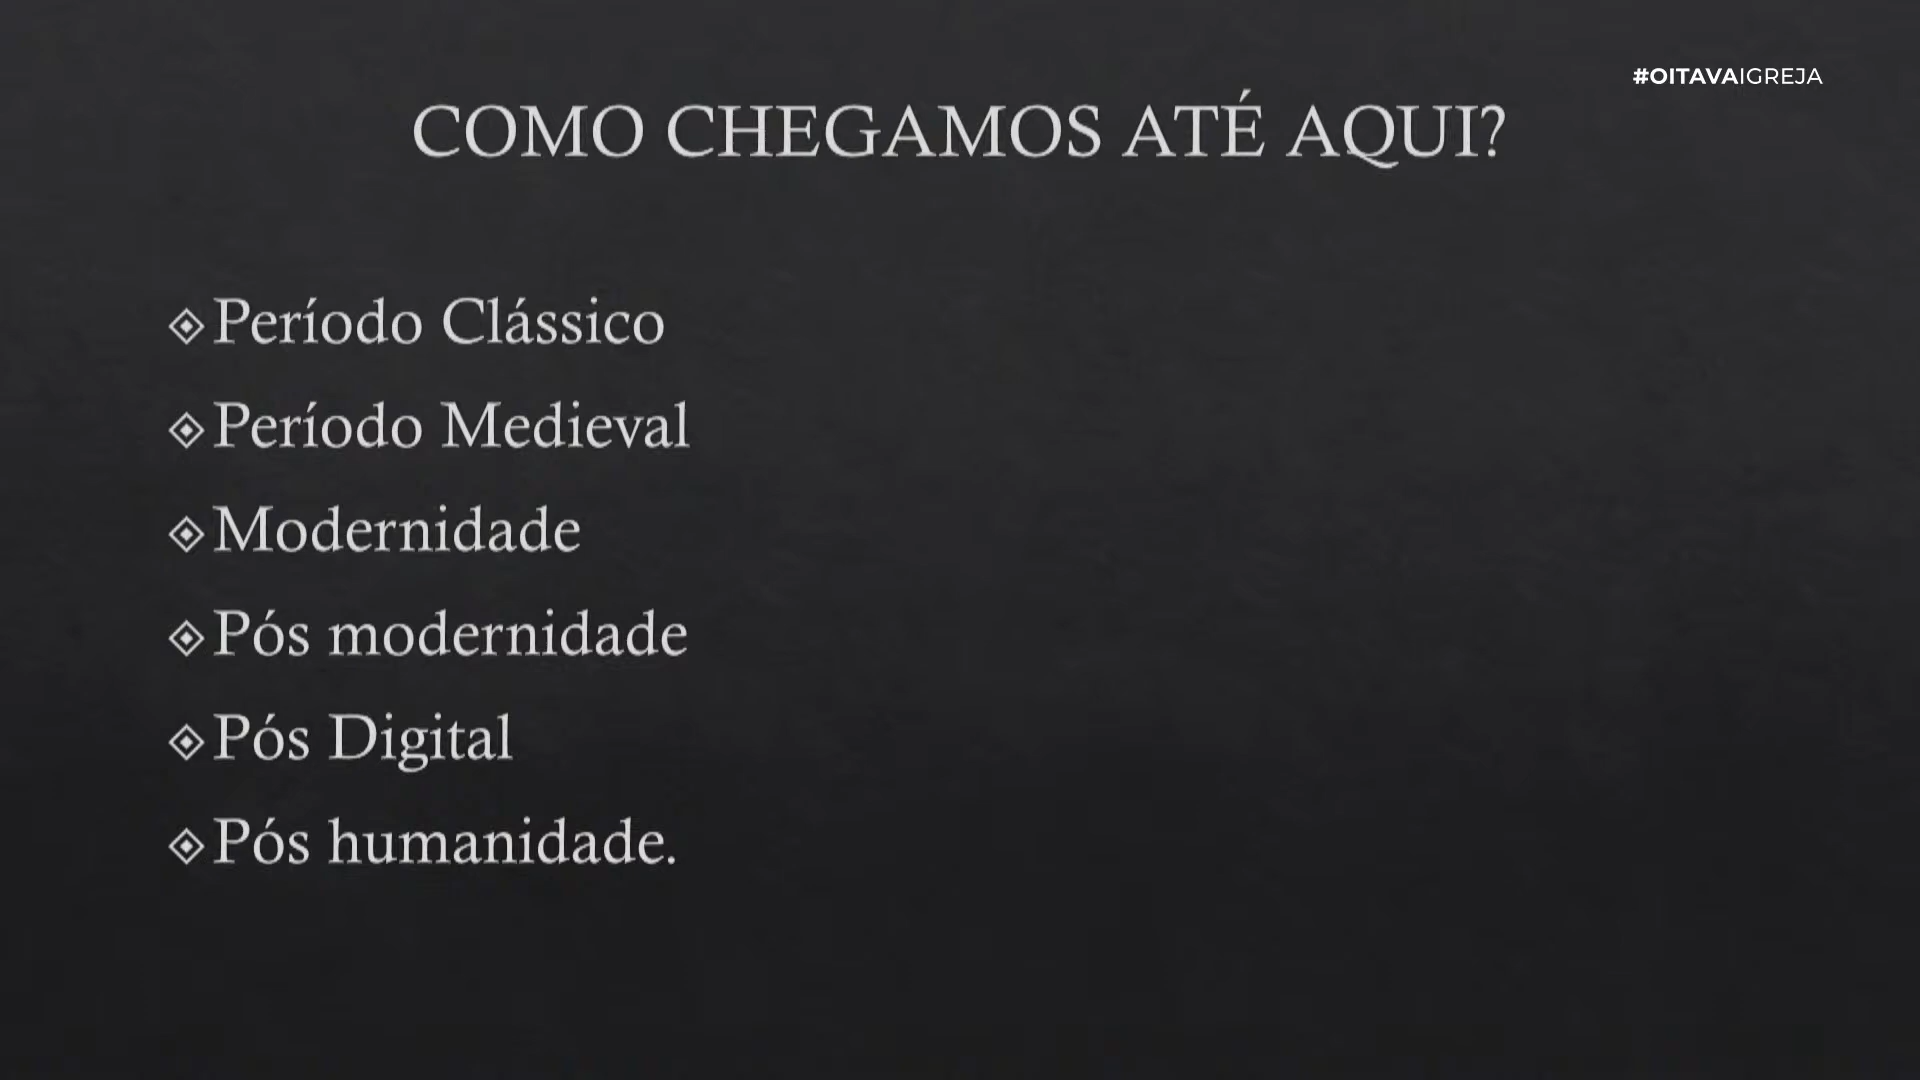 #OITAVAIGREJA
COMO CHEGAMOS ATÉ AQUI?
Período Clássico
Período Medieval
Modernidade
Pós modernidade
Pós Digital
Pós humanidade.